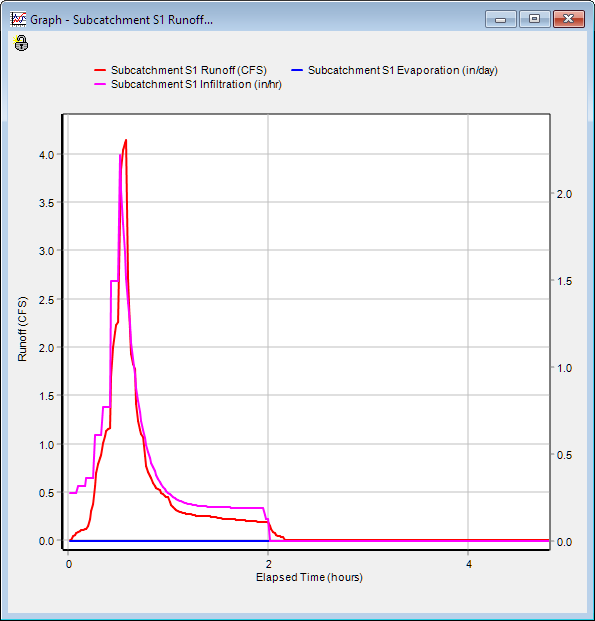 Graph - Subcatchment S1 Runoff...
Subcatchment S1 Runoff (CFS) Subcatchment S1 Evaporation (in/day)
Subcatchment S1 Infiltration (in/hr)
Runoff (CFS)
4.0
3.5
3.0
2.5
2.0
1.5
1.0
0.5
0.0
2.0
1.5
1.0
0.5
0.0
0 2 4
Elapsed Time (hours)